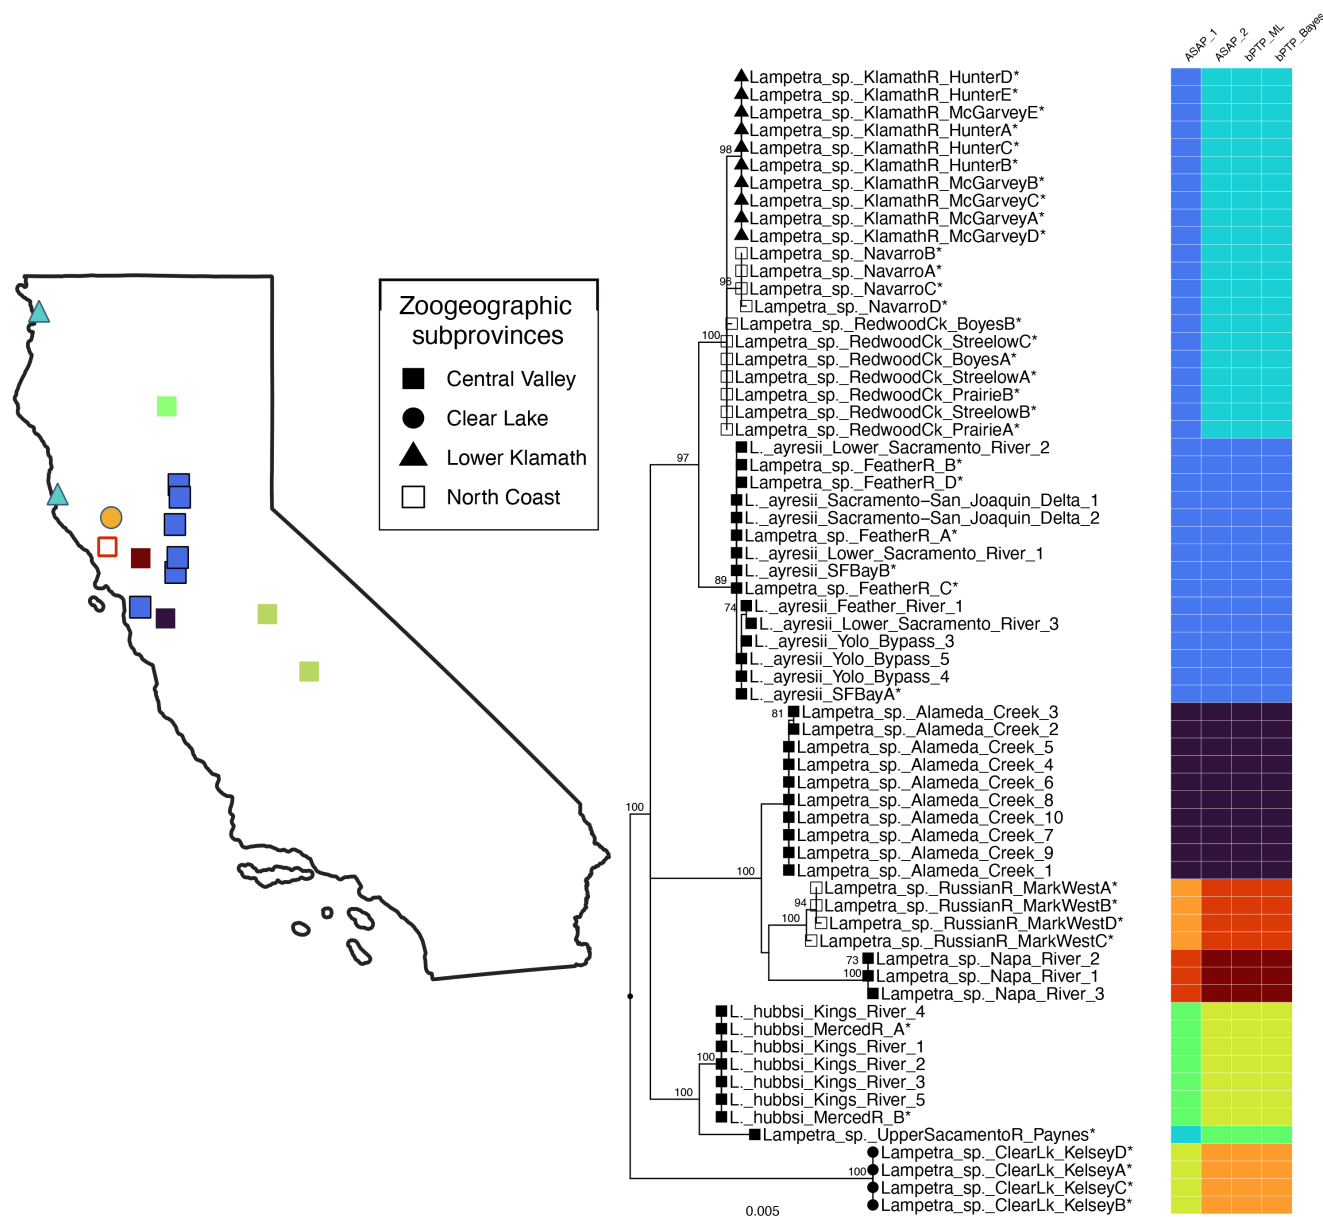 ASAP_1
ASAP_2
bPTP_ML
bPTP_Bayes
Zoogeographic
subprovinces
Central Valley
Clear Lake
Lower Klamath
North Coast
Lampetra_sp._KlamathR_HunterD*
Lampetra_sp._KlamathR_HunterE*
Lampetra_sp._KlamathR_McGarveyE*
Lampetra_sp._KlamathR_HunterA*
98
Lampetra_sp._KlamathR_HunterC*
Lampetra_sp._KlamathR_HunterB*
Lampetra_sp._KlamathR_McGarveyB*
Lampetra_sp._KlamathR_McGarveyC*
Lampetra_sp._KlamathR_McGarveyA*
Lampetra_sp._KlamathR_McGarveyD*
Lampetra_sp._NavarroB*
Lampetra_sp._NavarroA*
96
Lampetra_sp._NavarroC*
Lampetra_sp._NavarroD*
Lampetra_sp._RedwoodCk_BoyesB*
100
Lampetra_sp._RedwoodCk_StreelowC*
Lampetra_sp._RedwoodCk_BoyesA*
Lampetra_sp._RedwoodCk_StreelowA*
Lampetra_sp._RedwoodCk_PrairieB*
Lampetra_sp._RedwoodCk_StreelowB*
Lampetra_sp._RedwoodCk_PrairieA*
L._ayresii_Lower_Sacramento_River_2
97
Lampetra_sp._FeatherR_B*
Lampetra_sp._FeatherR_D*
L._ayresii_Sacramento−San_Joaquin_Delta_1
L._ayresii_Sacramento−San_Joaquin_Delta_2
Lampetra_sp._FeatherR_A*
L._ayresii_Lower_Sacramento_River_1
L._ayresii_SFBayB*
89
Lampetra_sp._FeatherR_C*
74
L._ayresii_Feather_River_1
L._ayresii_Lower_Sacramento_River_3
L._ayresii_Yolo_Bypass_3
L._ayresii_Yolo_Bypass_5
L._ayresii_Yolo_Bypass_4
L._ayresii_SFBayA*
81
Lampetra_sp._Alameda_Creek_3
Lampetra_sp._Alameda_Creek_2
Lampetra_sp._Alameda_Creek_5
Lampetra_sp._Alameda_Creek_4
Lampetra_sp._Alameda_Creek_6
100
Lampetra_sp._Alameda_Creek_8
Lampetra_sp._Alameda_Creek_10
Lampetra_sp._Alameda_Creek_7
Lampetra_sp._Alameda_Creek_9
100
Lampetra_sp._Alameda_Creek_1
Lampetra_sp._RussianR_MarkWestA*
94
Lampetra_sp._RussianR_MarkWestB*
100
Lampetra_sp._RussianR_MarkWestD*
Lampetra_sp._RussianR_MarkWestC*
73
Lampetra_sp._Napa_River_2
100
Lampetra_sp._Napa_River_1
Lampetra_sp._Napa_River_3
L._hubbsi_Kings_River_4
L._hubbsi_MercedR_A*
L._hubbsi_Kings_River_1
100
L._hubbsi_Kings_River_2
L._hubbsi_Kings_River_3
100
L._hubbsi_Kings_River_5
L._hubbsi_MercedR_B*
Lampetra_sp._UpperSacamentoR_Paynes*
Lampetra_sp._ClearLk_KelseyD*
100
Lampetra_sp._ClearLk_KelseyA*
Lampetra_sp._ClearLk_KelseyC*
Lampetra_sp._ClearLk_KelseyB*
0.005